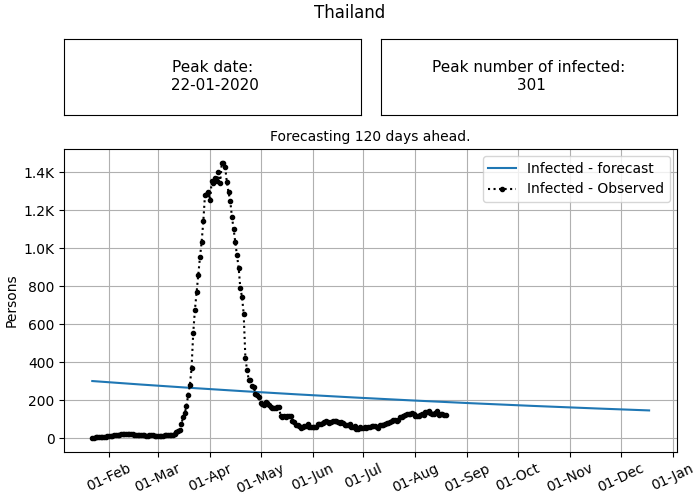 Thailand
Peak date:
22-01-2020
Peak number of infected:
301
Forecasting 120 days ahead.
Infected - forecast
Infected - Observed
Persons
1.4K
1.2K
1.0K
800
600
400
200
0
01-Feb
01-Mar
01-Apr
01-May
01-Jun
01-Jul
01-Aug
01-Sep
01-Oct
01-Nov
01-Dec
01-Jan